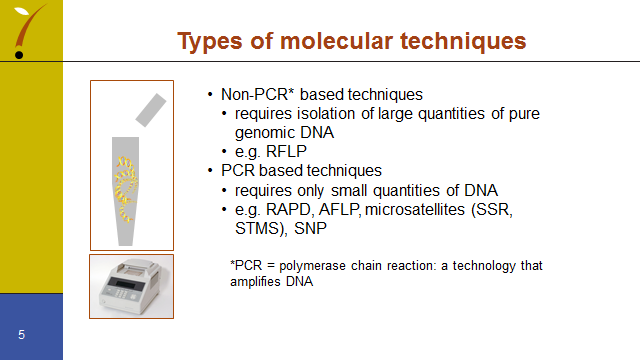 Types of molecular techniques
• Non-PCR* based techniques
• requires isolation of large quantities of pure
genomic DNA
• e.g. RFLP
• PCR based techniques
• requires only small quantities of DNA
• e.g. RAPD, AFLP, microsatellites (SSR,
STMS), SNP
*PCR = polymerase chain reaction: a technology that
amplifies DNA
5